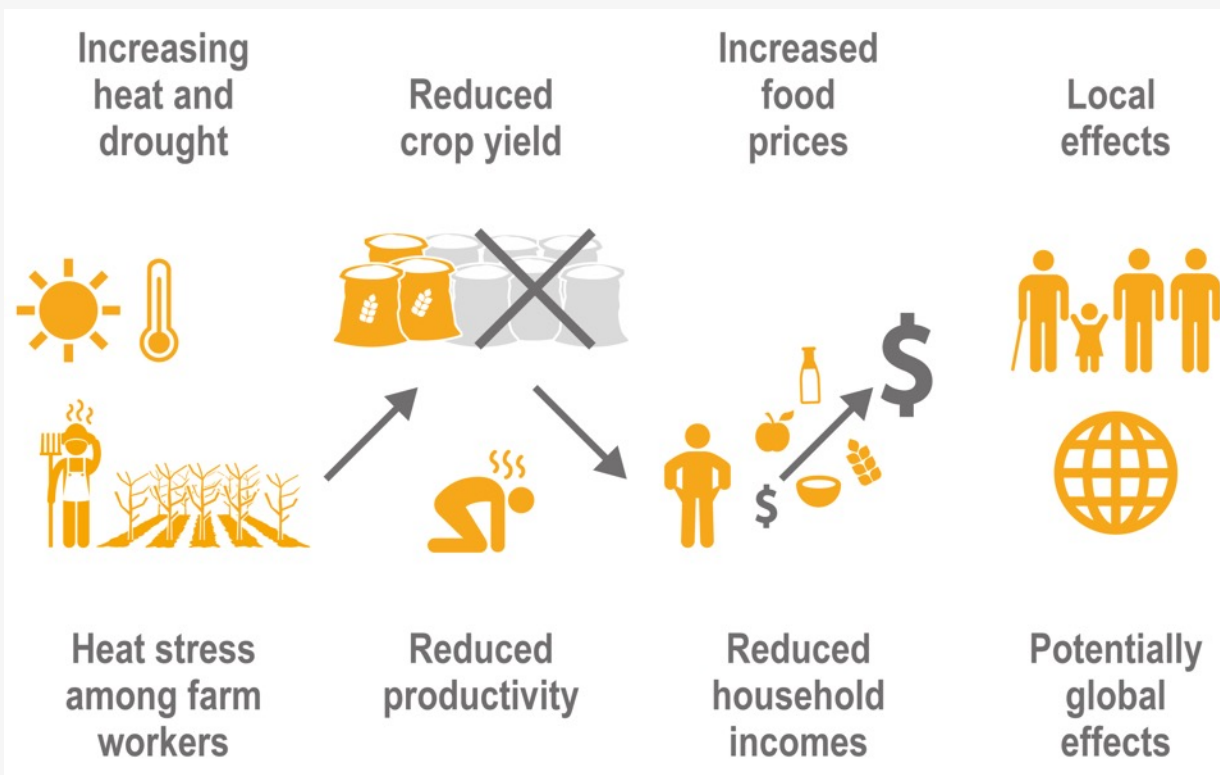 Increasing
heat and
drought
Reduced
crop yield
Increased
food
prices
Local
effects
$
$
Heat stress
among farm
workers
Reduced
productivity
Reduced
household
incomes
Potentially
global
effects